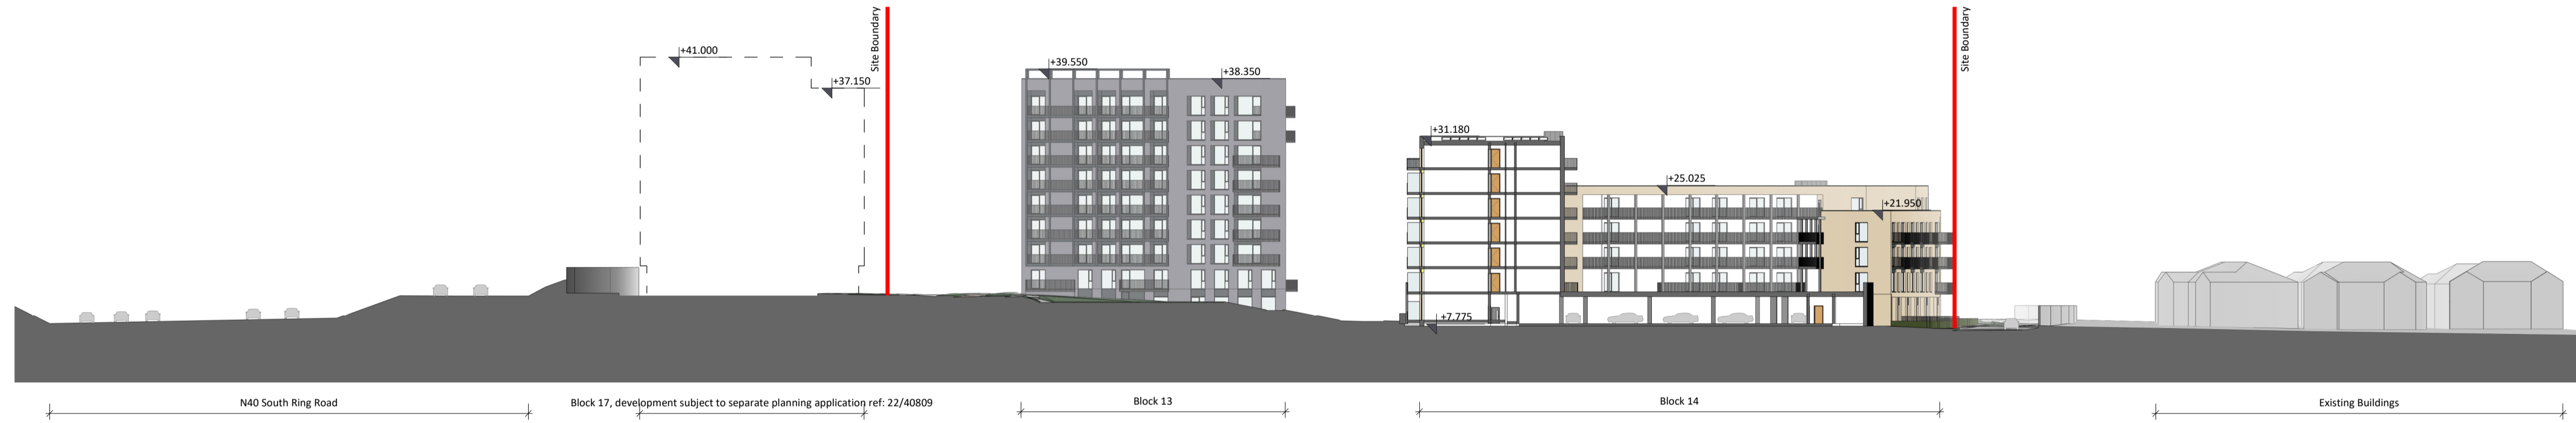 Site Boundary
Site Boundary
+41.000
+37.150
+39.550
+38.350
+31.180
+25.025
+21.950
+7.775
N40 South Ring Road
Block 17, development subject to separate planning application ref: 22/40809
Block 13
Block 14
Existing Buildings